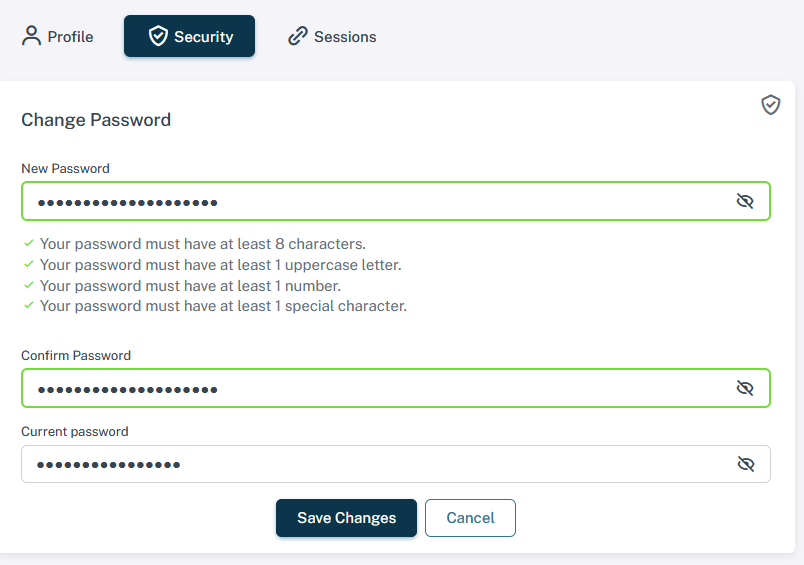 Profile Security Sessions
Change Password
New Password
••••••••••••••••••••
Your password must have at least 8 characters.
Your password must have at least 1 uppercase letter.
Your password must have at least 1 number.
Your password must have at least 1 special character.
Confirm Password
••••••••••••••••••••
Current password
••••••••••••••••
Save Changes Cancel